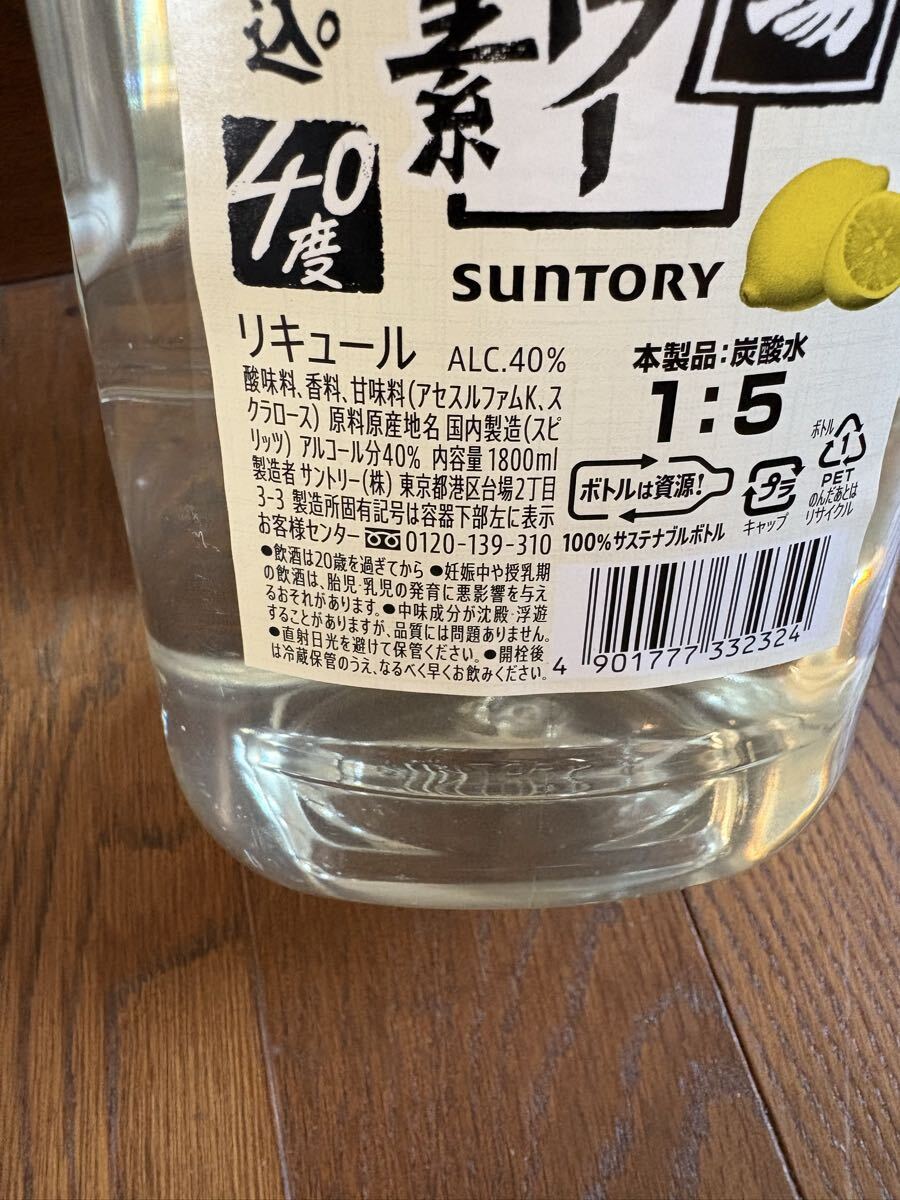 込。
素
ワー
場
40度
SUNTORY
リキュール ALC.40%
酸味料、香料、甘味料(アセスルファムK、ス
クラロース) 原料原産地名 国内製造(スピ
リッツ) アルコール分40% 内容量 1800ml
製造者 サントリー(株) 東京都港区台場2丁目
3-3 製造所固有記号は容器下部左に表示
お客様センター 0120-139-310
●飲酒は20歳を過ぎてから ●妊娠中や授乳期
の飲酒は、胎児・乳児の発育に悪影響を与え
るおそれがあります。●中味成分が沈殿・浮遊
することがありますが、品質には問題ありません。
●直射日光を避けて保管ください。●開栓後
は冷蔵保管のうえ、なるべく早くお飲みください。
本製品:炭酸水
1:5
ボトルは資源!
100%サステナブルボトル
プラ
キャップ
ボトル
1
PET
のんだあとは
リサイクル
4 901777 332324